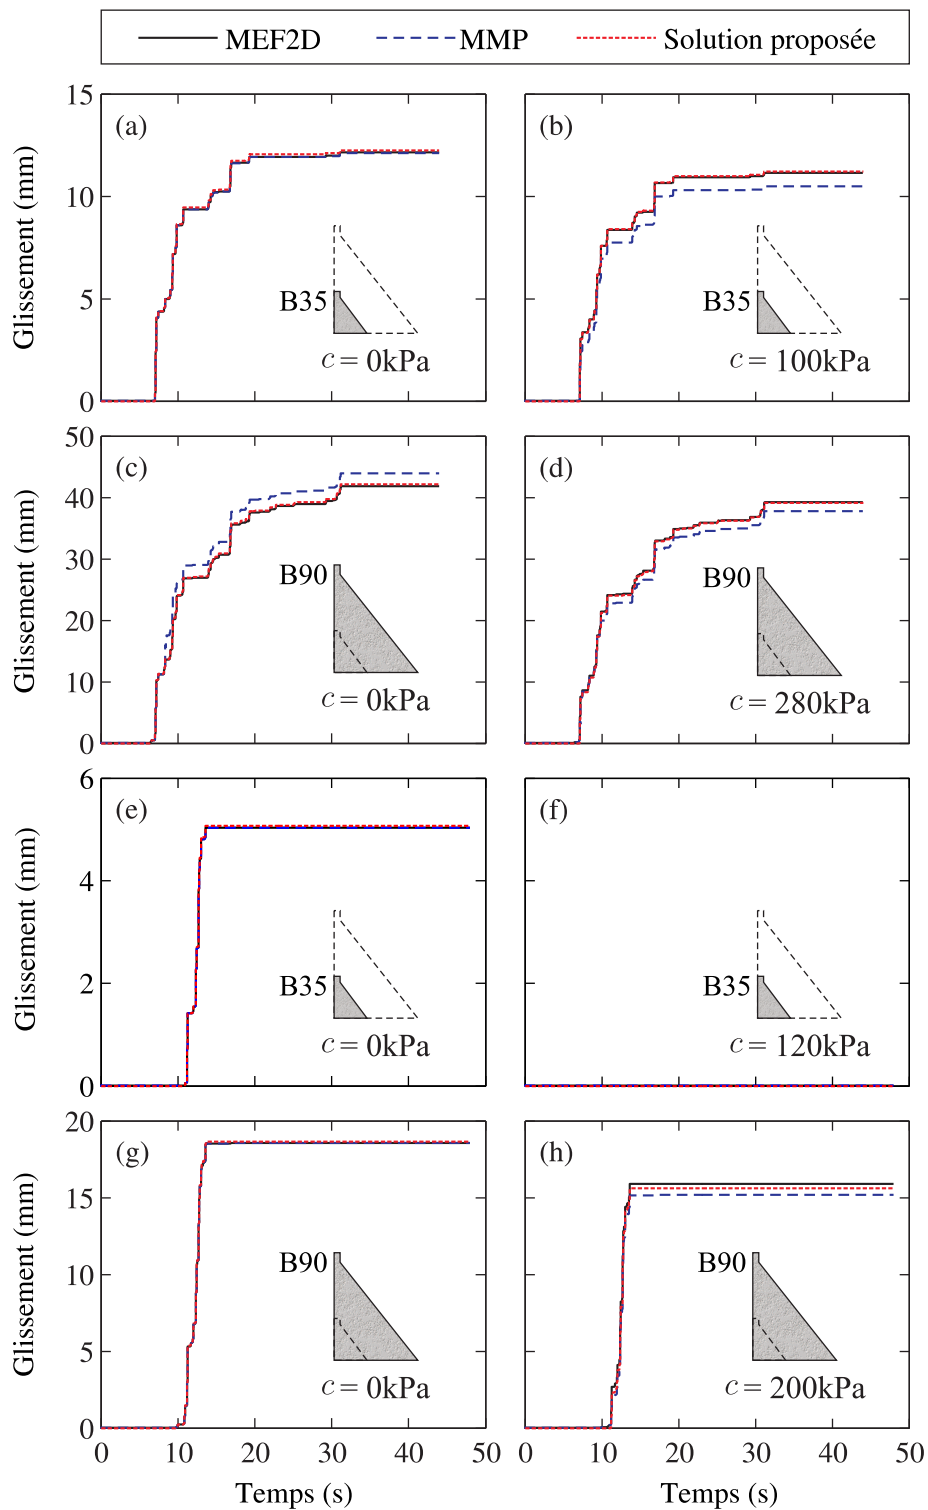 MEF2D MMP Solution proposée
15 10 5 0
Glissement (mm)
(a)
B35
c = 0kPa
(b)
B35
c = 100kPa
50 40 30 20 10 0
Glissement (mm)
(c)
B90
c = 0kPa
(d)
B90
c = 280kPa
6 4 2 0
Glissement (mm)
(e)
B35
c = 0kPa
(f)
B35
c = 120kPa
20 15 10 5 0
Glissement (mm)
(g)
B90
c = 0kPa
(h)
B90
c = 200kPa
0 10 20 30 40 50
0 10 20 30 40 50
Temps (s)
Temps (s)